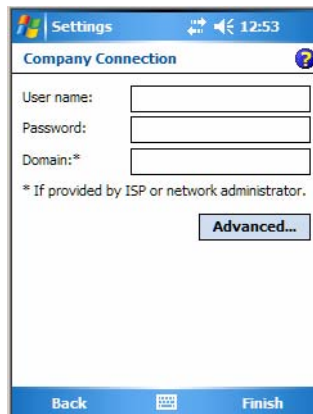 Settings 12:53
Company Connection ?
User name:
Password:
Domain:*
* If provided by ISP or network administrator.
Advanced...
Back Finish